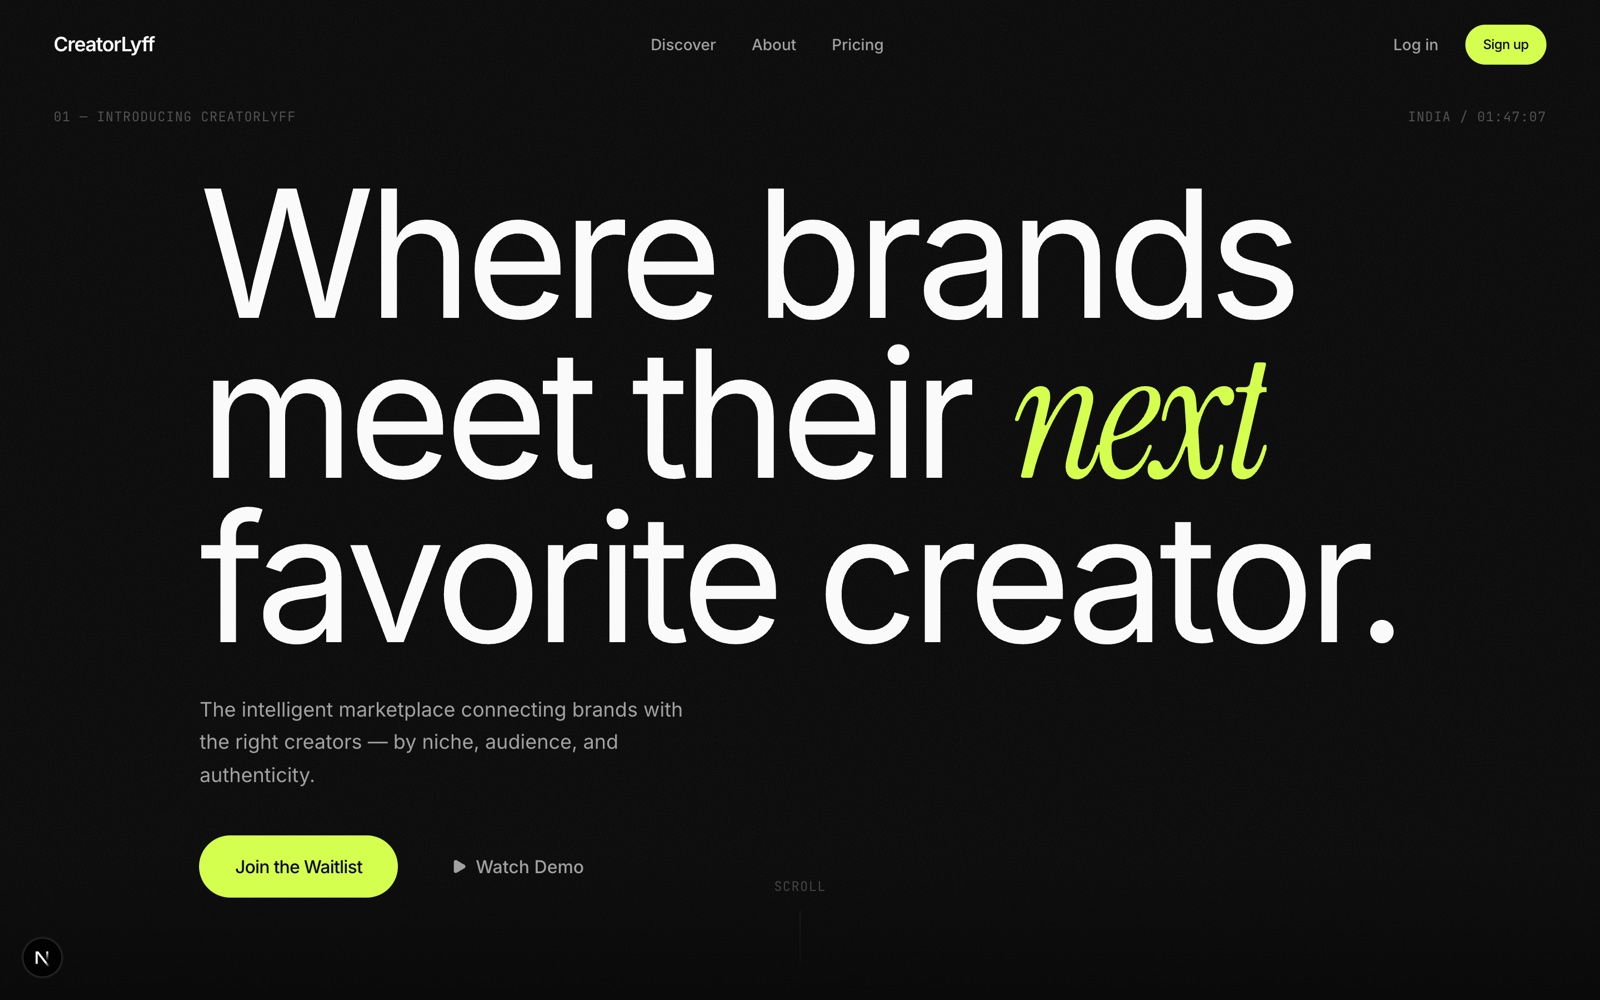 CreatorLyff
Discover
About
Pricing
Log in
Sign up
01 — INTRODUCING CREATORLYFF
INDIA / 01:47:07
Where brands
meet their next
favorite creator.
The intelligent marketplace connecting brands with
the right creators — by niche, audience, and
authenticity.
Join the Waitlist
Watch Demo
SCROLL
N